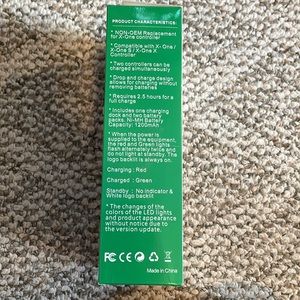 PRODUCT CHARACTERISTICS:
* NON-OEM Replacement
for X-One controller
* Compatible with X- One /
X-One S / X-One X
Controller
* Two controllers can be
charged simultaneously
* Drop and charge design
allows for charging without
removing batteries
* Requires 2.5 hours for a
full charge
* Includes one charging
dock and two battery
packs. Ni-MH Battery
Capacity: 1200mAh
* When the power is
supplied to the equipment,
the red and Green lights
flash alternately twice and
do not light at standby. The
logo backlit is always on.
Charging : Red
Charged : Green
Standby : No indicator &
White logo backlit
* The changes of the
colors of the LED lights
and product appearance
without notice due to
the version update.
FC CE
Made in China